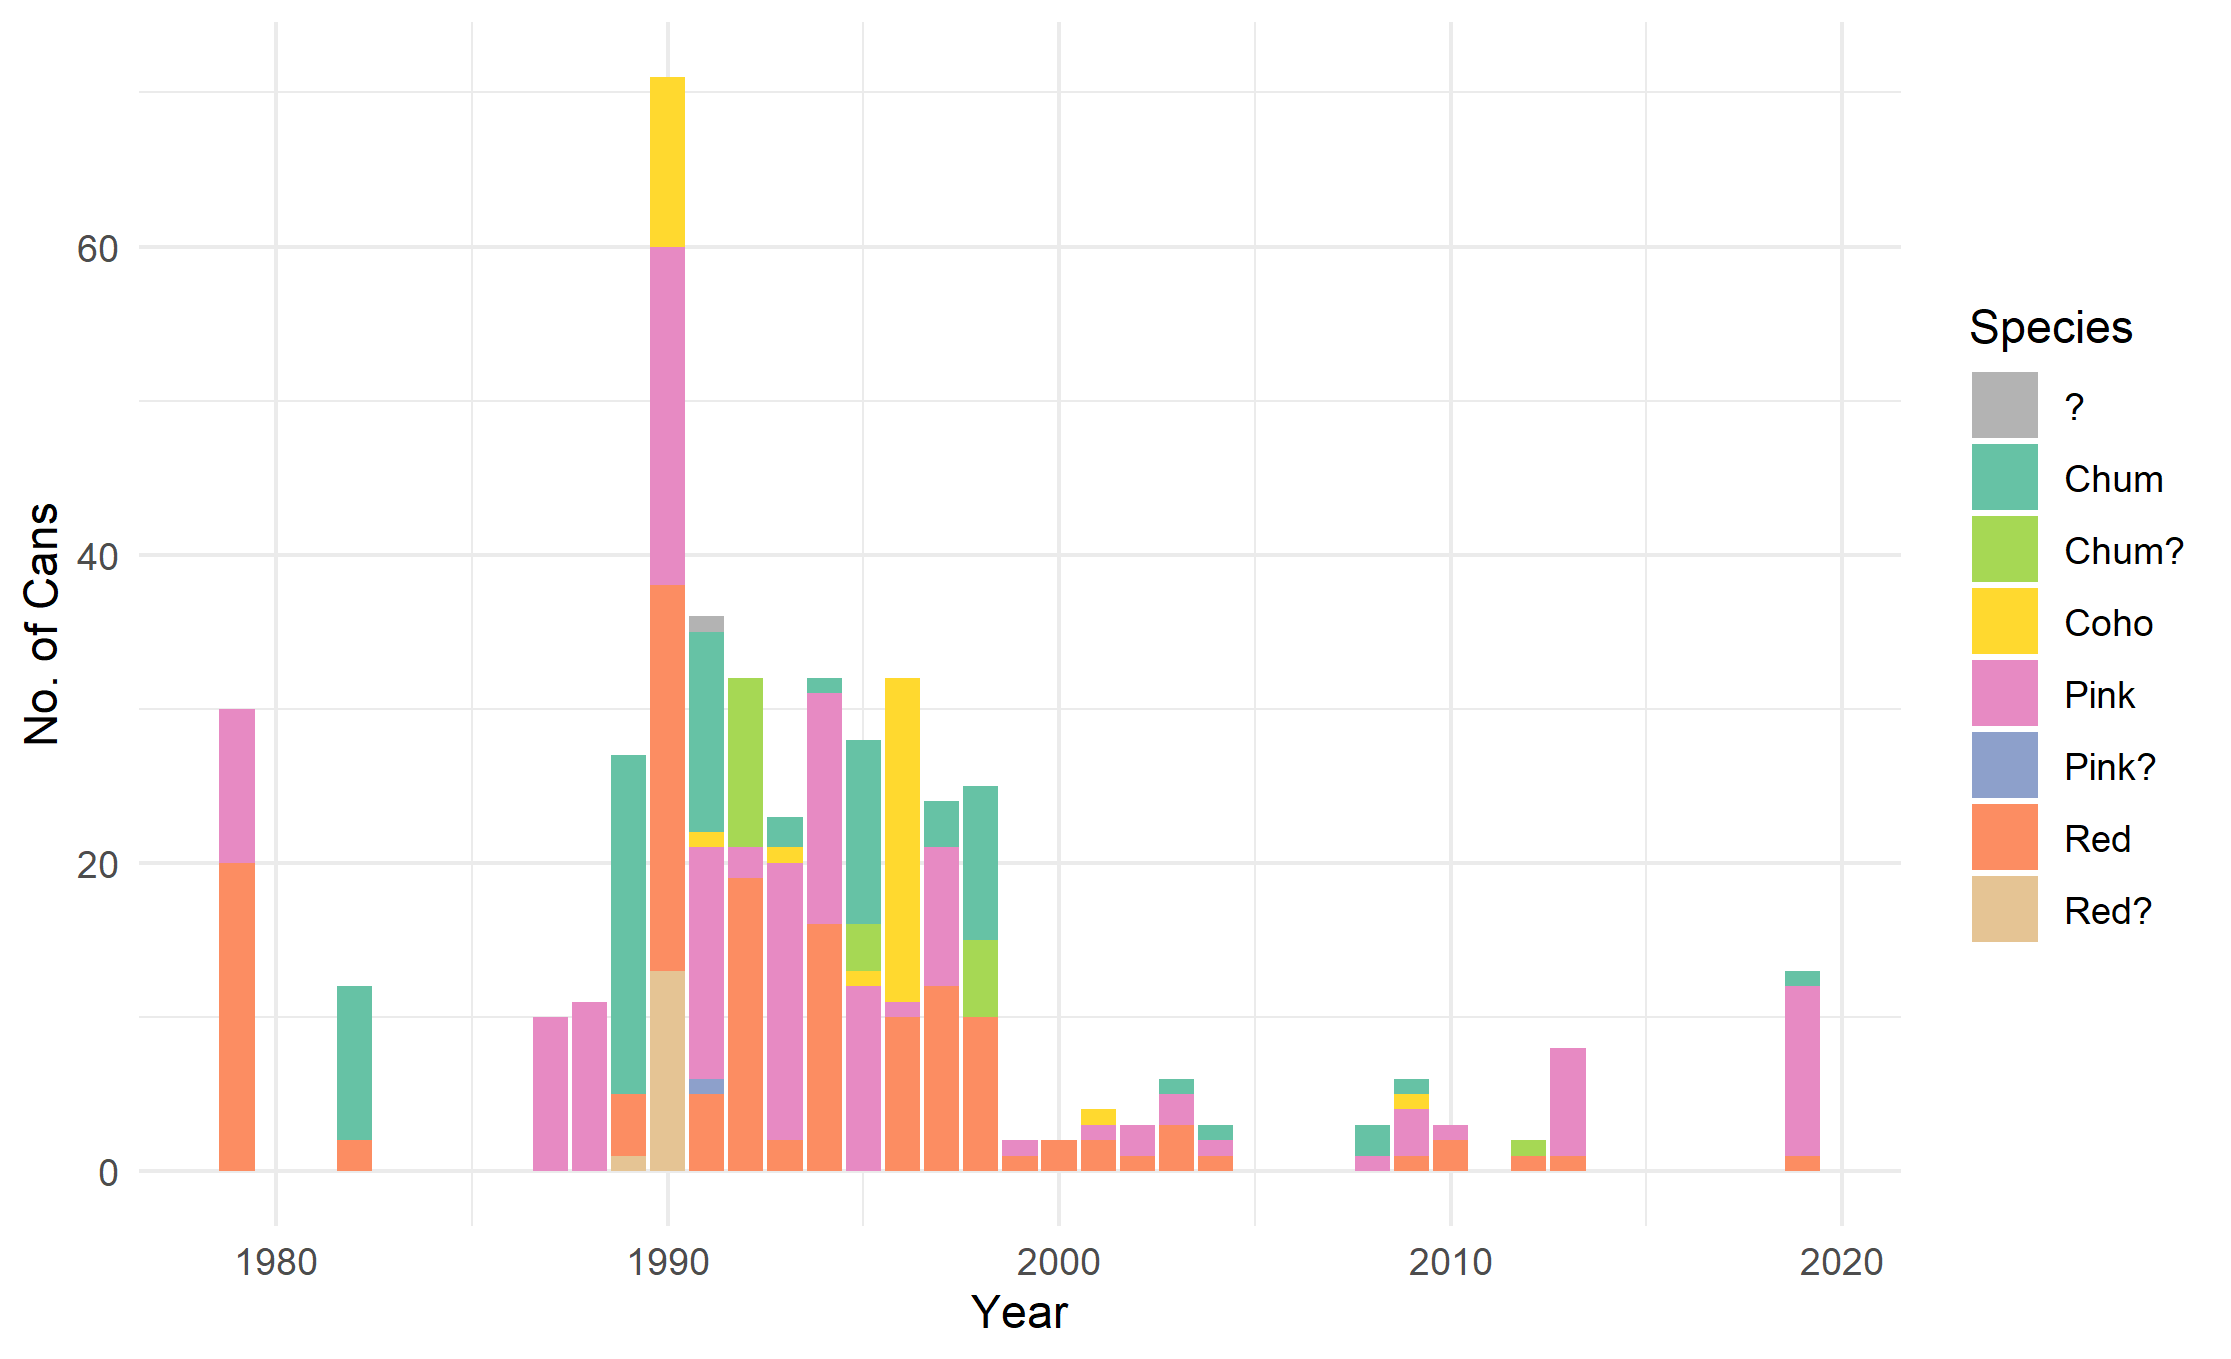 No. of Cans
60
40
20
0
1980 1990 2000 2010 2020
Year
Species
?
Chum
Chum?
Coho
Pink
Pink?
Red
Red?